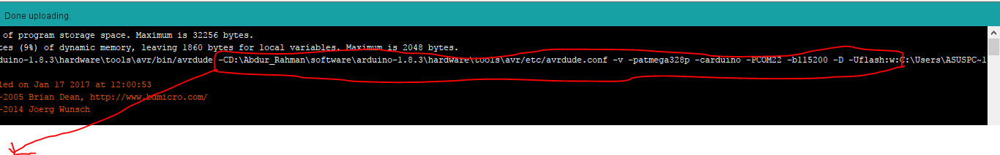 Done uploading.
of program storage space. Maximum is 32256 bytes.
tes (9%) of dynamic memory, leaving 1860 bytes for local variables. Maximum is 2048 bytes.
duino-1.8.3\hardware\tools\avr/bin/avrdude -CD:\Abdur_Rahman\software\arduino-1.8.3\hardware\tools\avr/etc/avrdude.conf -v -patmega328p -carduino -PCOM22 -b115200 -D -Uflash:w:C:\Users\ASUSPC~1
led on Jan 17 2017 at 12:00:53
-2005 Brian Dean, http://www.bdmicro.com/
-2014 Joerg Wunsch